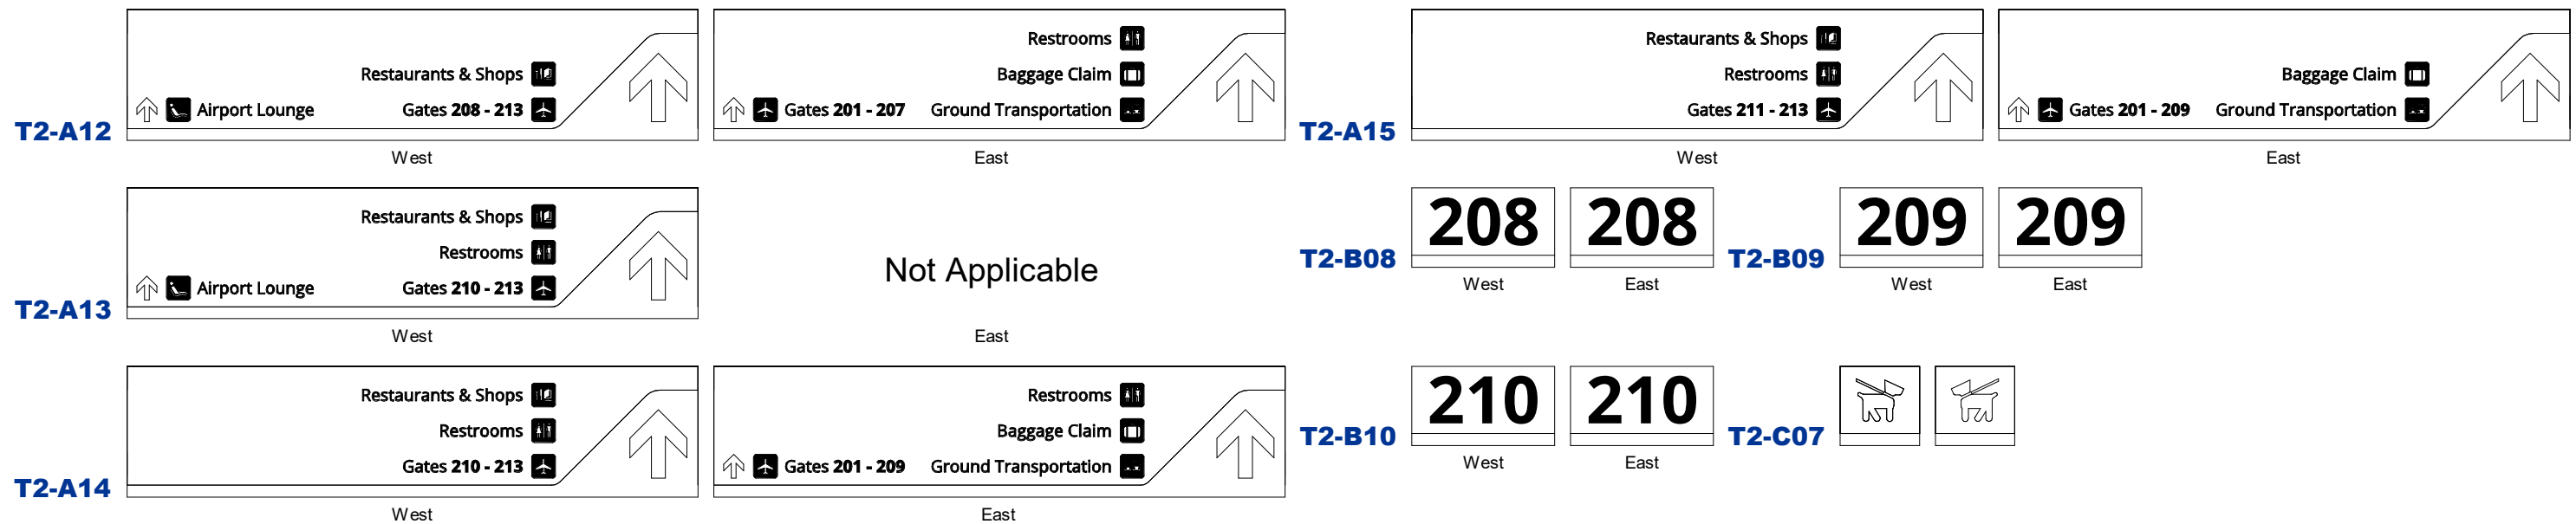 Restaurants & Shops
Airport Lounge
Gates 208 - 213
T2-A12
West
Restrooms
Baggage Claim
Gates 201 - 207
Ground Transportation
East
Restaurants & Shops
Restrooms
Gates 211 - 213
T2-A15
West
Baggage Claim
Gates 201 - 209
Ground Transportation
East
Restaurants & Shops
Restrooms
Airport Lounge
Gates 210 - 213
T2-A13
West
Not Applicable
East
T2-B08
208
West
208
East
T2-B09
209
West
209
East
Restaurants & Shops
Restrooms
Gates 210 - 213
T2-A14
West
Restrooms
Baggage Claim
Gates 201 - 209
Ground Transportation
East
T2-B10
210
West
210
East
T2-C07